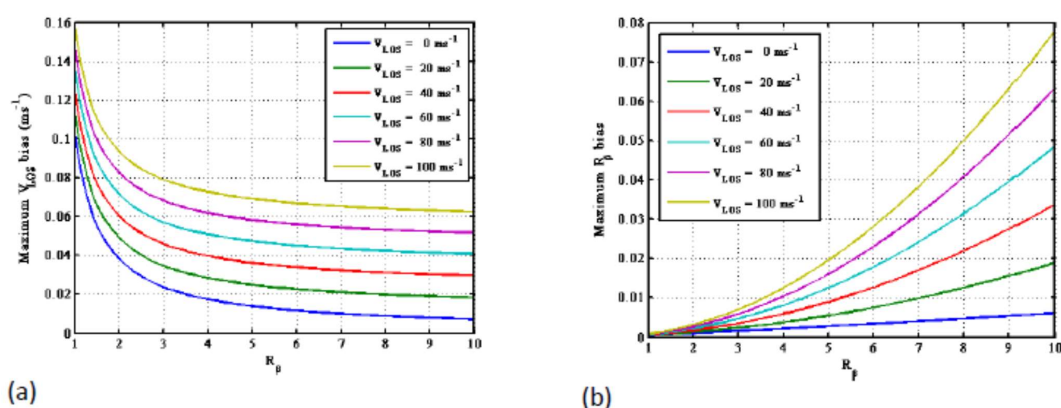 0.16
0.14
0.12
0.1
0.08
0.06
0.04
0.02
0
Maximum V_LOS bias (ms⁻¹)
V_LOS = 0 ms⁻¹
V_LOS = 20 ms⁻¹
V_LOS = 40 ms⁻¹
V_LOS = 60 ms⁻¹
V_LOS = 80 ms⁻¹
V_LOS = 100 ms⁻¹
1 2 3 4 5 6 7 8 9 10
R_β
(a)
0.08
0.07
0.06
0.05
0.04
0.03
0.02
0.01
0
Maximum R_β bias
V_LOS = 0 ms⁻¹
V_LOS = 20 ms⁻¹
V_LOS = 40 ms⁻¹
V_LOS = 60 ms⁻¹
V_LOS = 80 ms⁻¹
V_LOS = 100 ms⁻¹
1 2 3 4 5 6 7 8 9 10
R_β
(b)